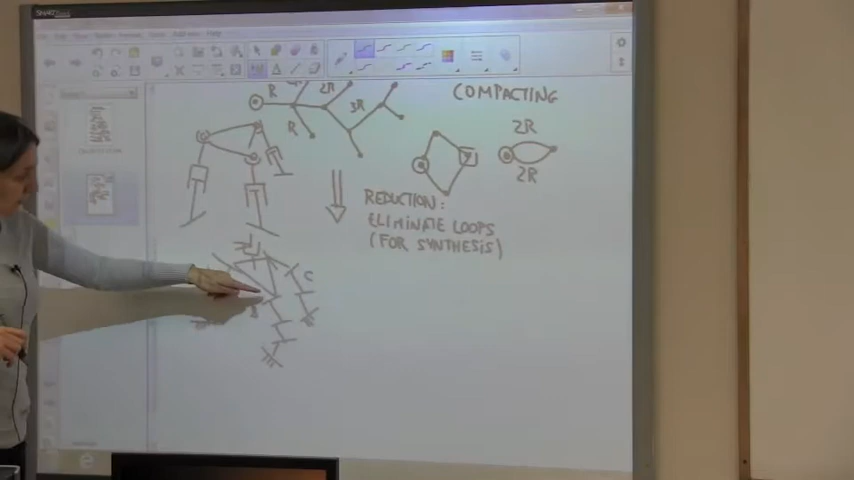 COMPACTING
R
2R
3R
R
2R
2R
REDUCTION:
ELIMINATE LOOPS
(FOR SYNTHESIS)
C